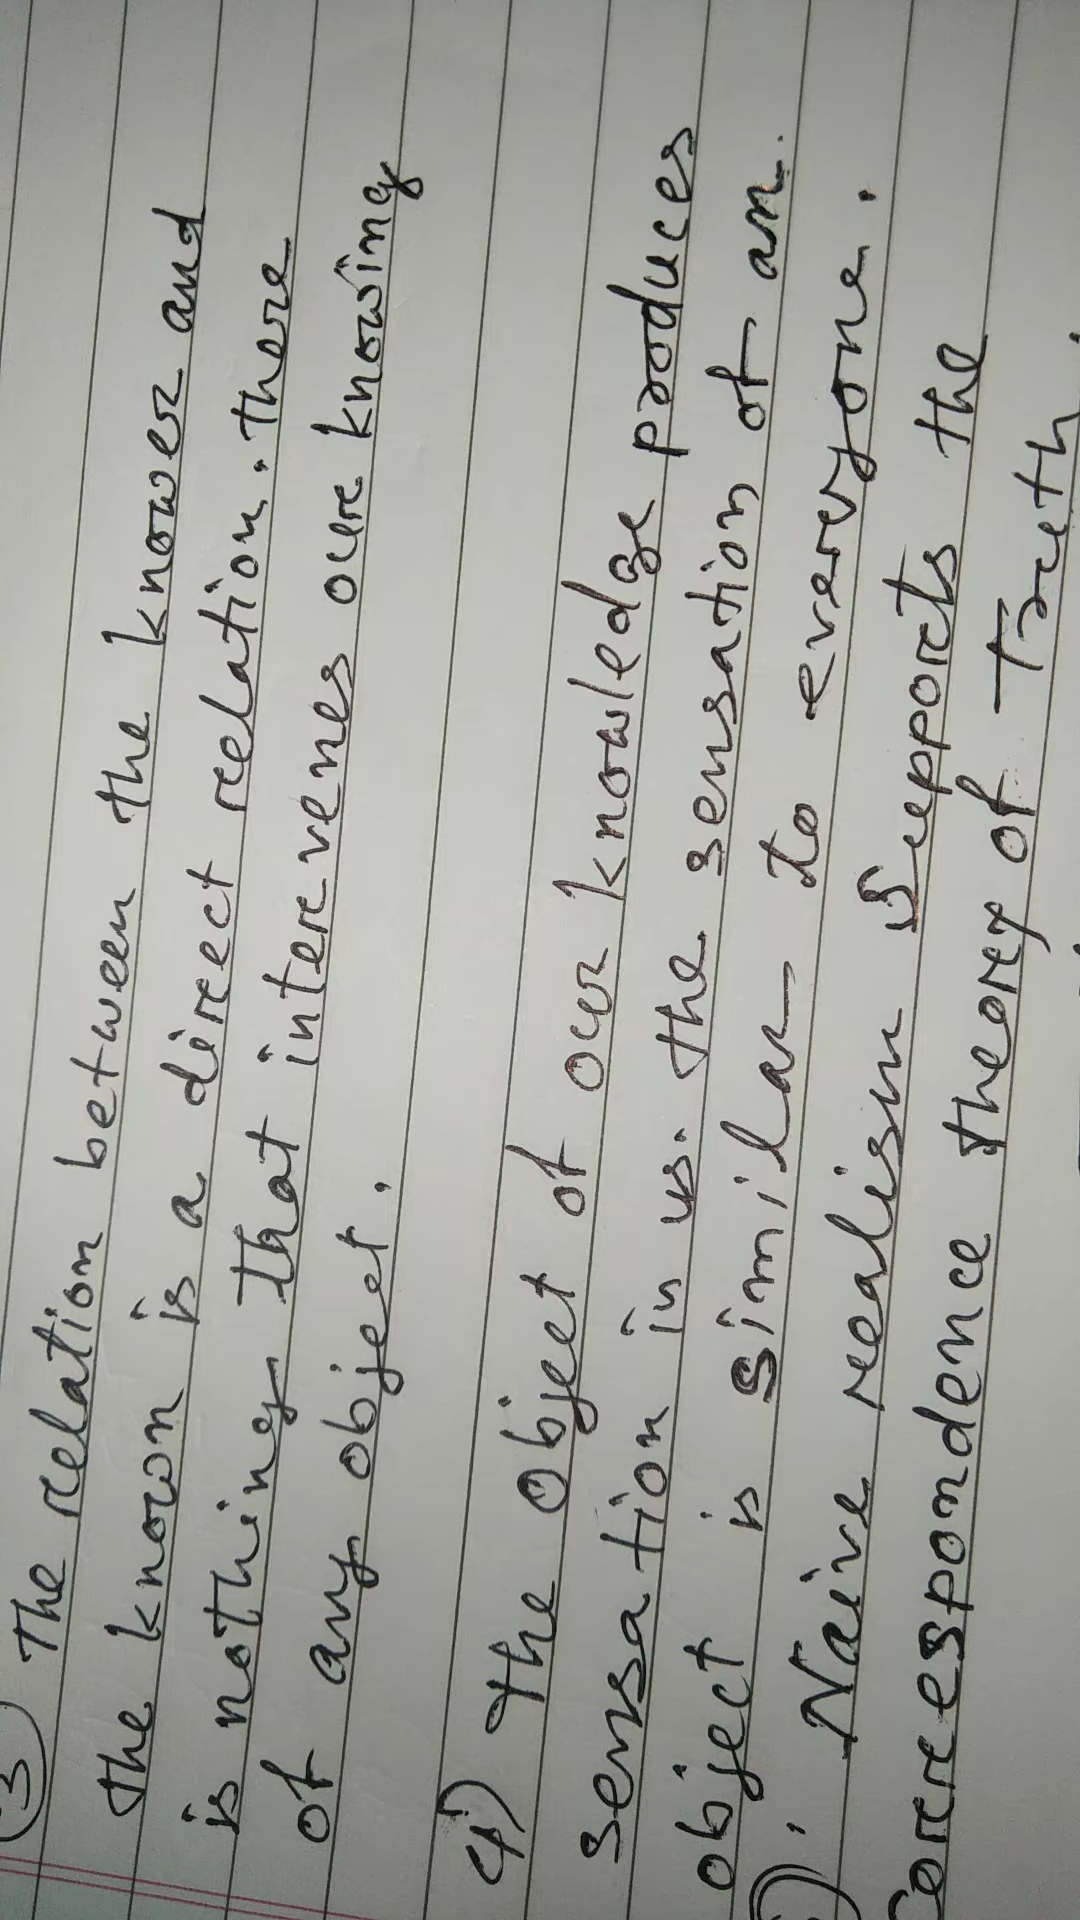 3) The relation between the knower and
the known is a direct relation. there
is nothing that intervenes our knowing
of any object.
4) the object of our knowledge produces
sensation in us. the sensation of an
object is similar to everyone.
). Naive realism supports the
Correspondence theory of Truth.